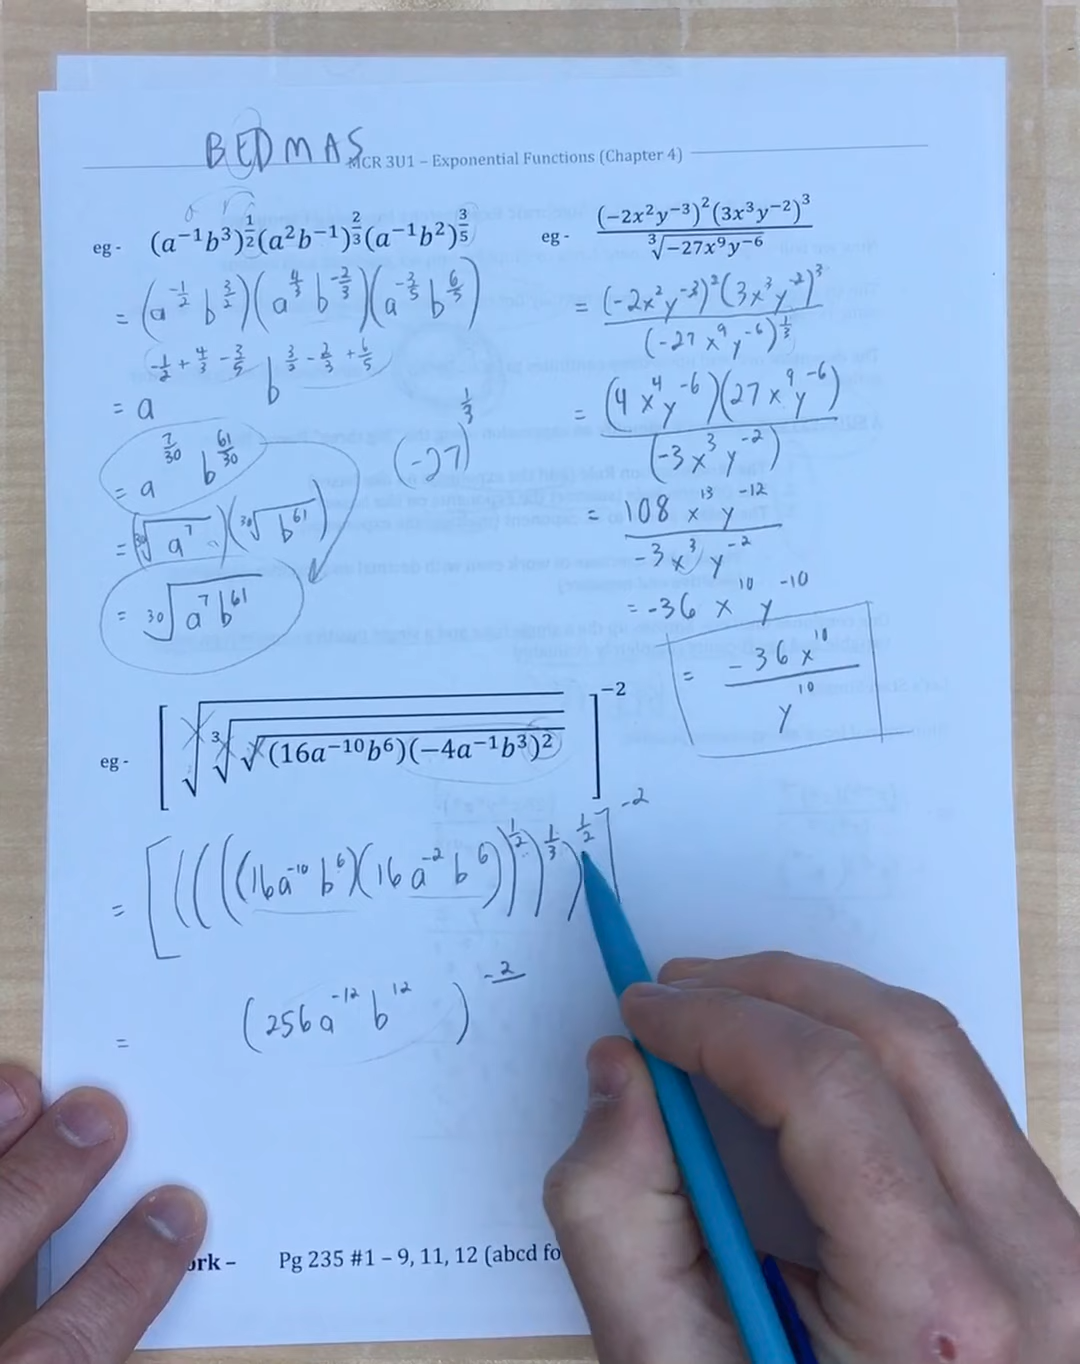 BEDMAS
MCR 3U1 – Exponential Functions (Chapter 4)
eg - (a⁻¹b³)^(1/2) (a²b⁻¹)^(2/3) (a⁻¹b²)^(3/5)
= (a^(-1/2) b^(3/2)) (a^(4/3) b^(-2/3)) (a^(-3/5) b^(6/5))
= a^(-1/2 + 4/3 - 3/5) b^(3/2 - 2/3 + 6/5)
(-27)^(1/3)
= a^(7/30) b^(61/30)
= (³⁰√a⁷) (³⁰√b⁶¹)
= ³⁰√a⁷b⁶¹
eg - (−2x²y⁻³)²(3x³y⁻²)³ / ³√−27x⁹y⁻⁶
= (-2x²y⁻³)²(3x³y⁻²)³ / (-27x⁹y⁻⁶)^(1/3)
= (4x⁴y⁻⁶)(27x⁹y⁻⁶) / (-3x³y⁻²)
= 108x¹³y⁻¹² / -3x³y⁻²
= -36x¹⁰y⁻¹⁰
= -36x¹⁰ / y¹⁰
eg - [√ ³√ √(16a⁻¹⁰b⁶)(−4a⁻¹b³)²]⁻²
= [((((16a⁻¹⁰b⁶)(16a⁻²b⁶))^(1/2))^(1/3))^(1/2)]⁻²
= (256a⁻¹²b¹²)^(-2/
ork – Pg 235 #1 – 9, 11, 12 (abcd fo